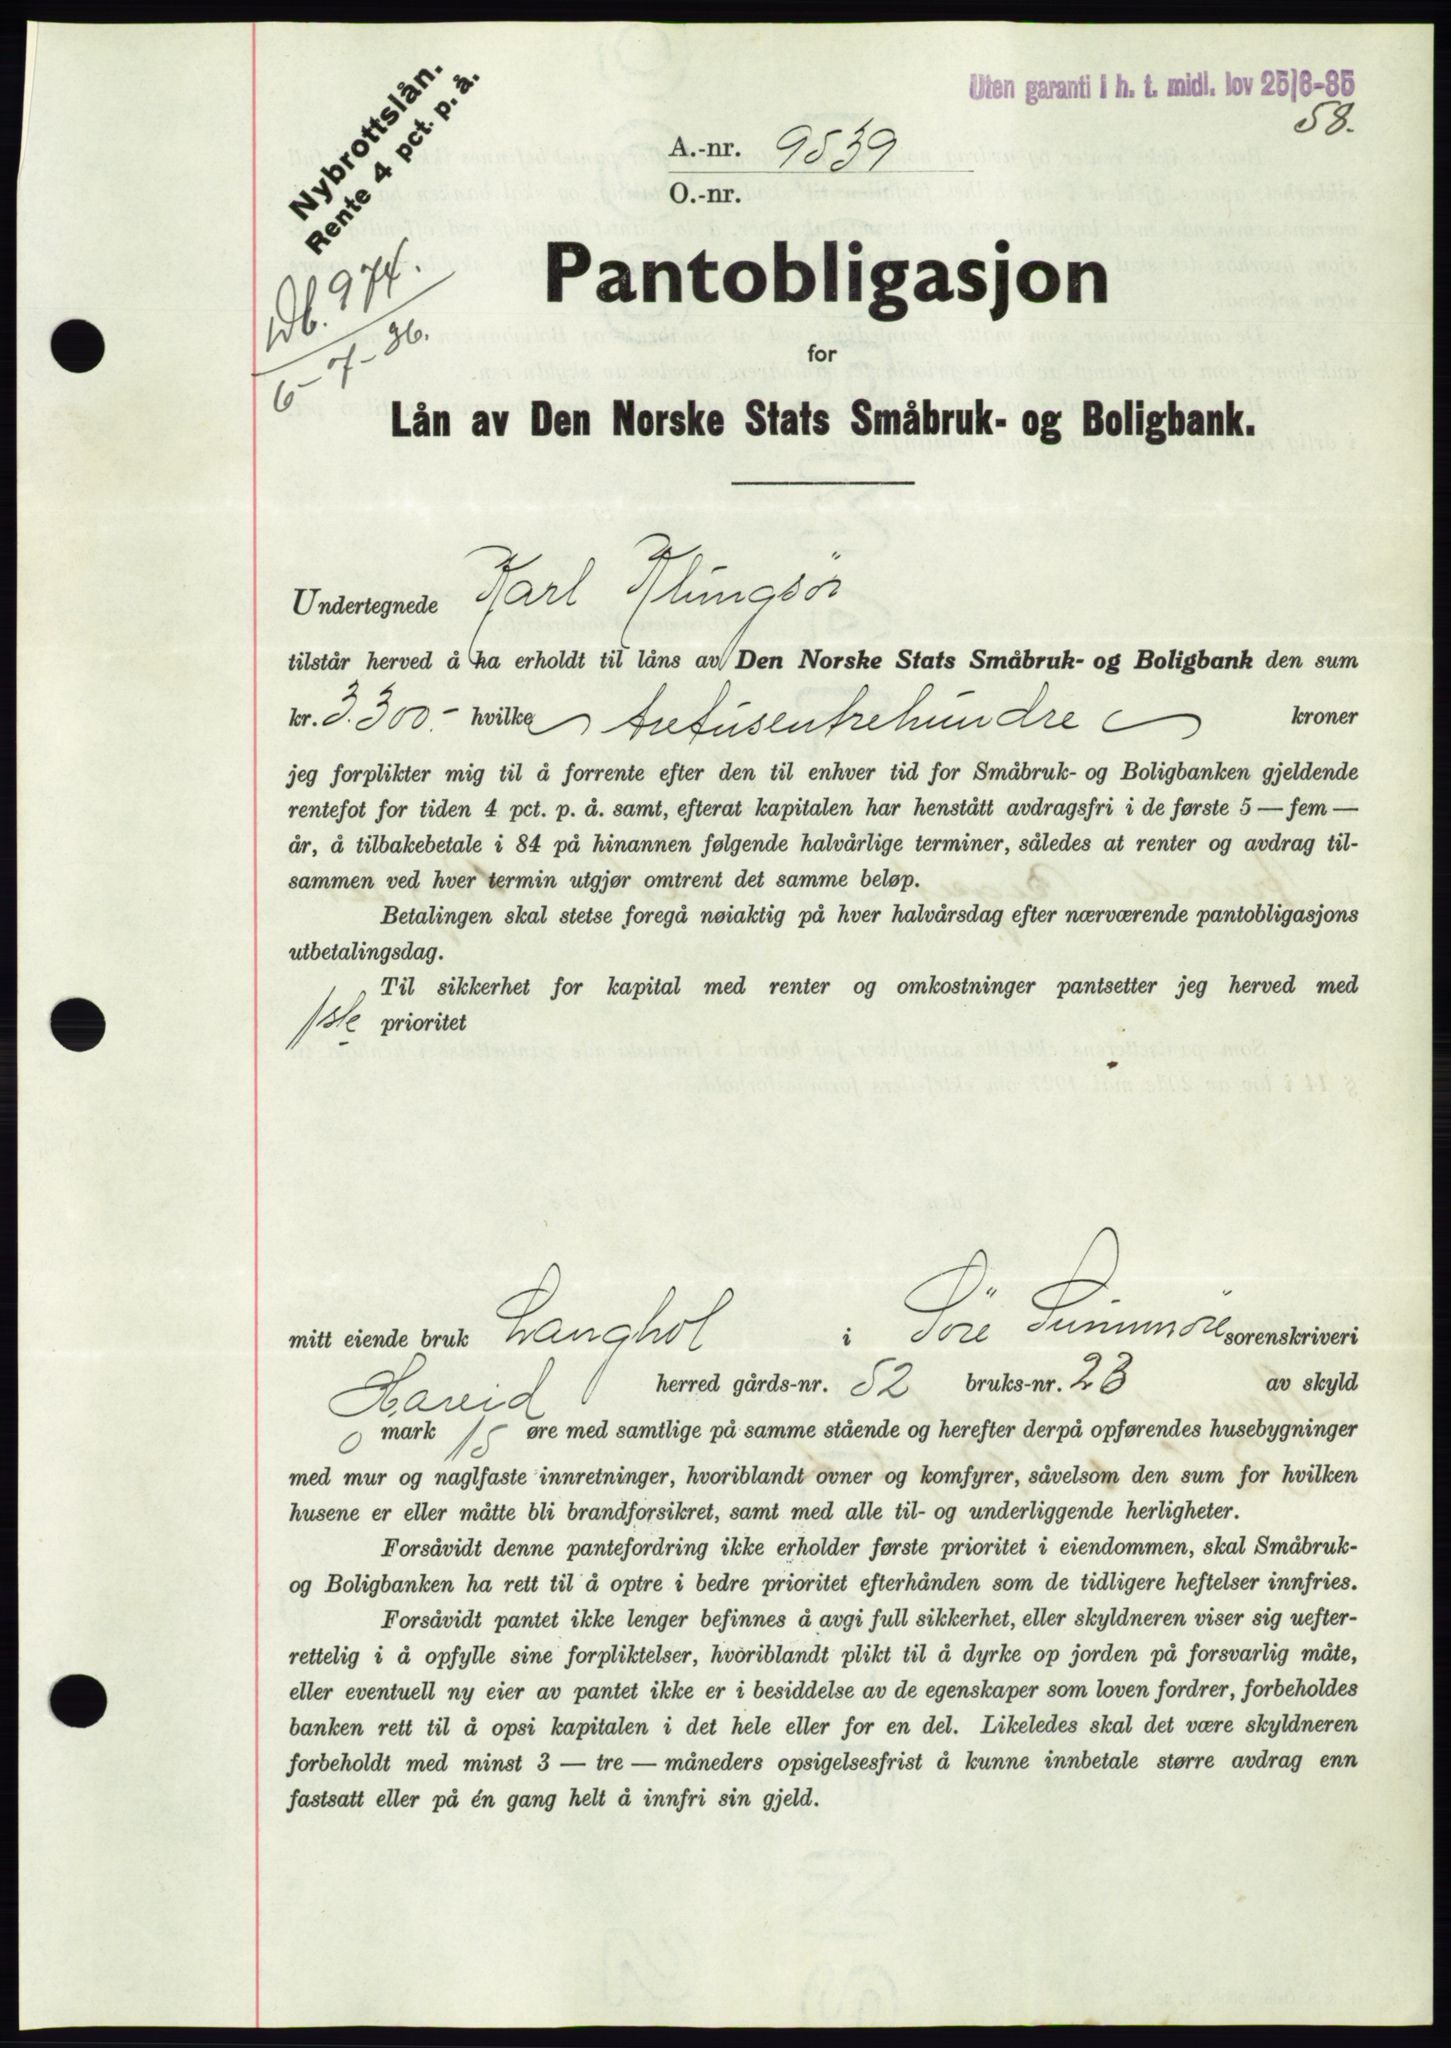 Nybrottslån.
Rente 4 pct. p. å.
Uten garanti i h. t. midl. lov 25/6-35
58.
A.-nr. 9539
O.-nr.
Db. 974.
6-7-36.
Pantobligasjon
for
Lån av Den Norske Stats Småbruk- og Boligbank.
Undertegnede Karl Klungsör
tilstår herved å ha erholdt til låns av Den Norske Stats Småbruk- og Boligbank den sum
kr. 3.300.- hvilke tretusentrehundre kroner
jeg forplikter mig til å forrente efter den til enhver tid for Småbruk- og Boligbanken gjeldende
rentefot for tiden 4 pct. p. å. samt, efterat kapitalen har henstått avdragsfri i de første 5 — fem —
år, å tilbakebetale i 84 på hinannen følgende halvårlige terminer, således at renter og avdrag til-
sammen ved hver termin utgjør omtrent det samme beløp.
Betalingen skal stetse foregå nøiaktig på hver halvårsdag efter nærværende pantobligasjons
utbetalingsdag.
Til sikkerhet for kapital med renter og omkostninger pantsetter jeg herved med
1ste prioritet
mitt eiende bruk Langhol i Söre Sunnmöre sorenskriveri
Hareid herred gårds-nr. 52 bruks-nr. 23 av skyld
0 mark 15 øre med samtlige på samme stående og herefter derpå opførendes husebygninger
med mur og naglfaste innretninger, hvoriblandt ovner og komfyrer, såvelsom den sum for hvilken
husene er eller måtte bli brandforsikret, samt med alle til- og underliggende herligheter.
Forsåvidt denne pantefordring ikke erholder første prioritet i eiendommen, skal Småbruk-
og Boligbanken ha rett til å optre i bedre prioritet efterhånden som de tidligere heftelser innfries.
Forsåvidt pantet ikke lenger befinnes å avgi full sikkerhet, eller skyldneren viser sig uefter-
rettelig i å opfylle sine forpliktelser, hvoriblandt plikt til å dyrke op jorden på forsvarlig måte,
eller eventuell ny eier av pantet ikke er i besiddelse av de egenskaper som loven fordrer, forbeholdes
banken rett til å opsi kapitalen i det hele eller for en del. Likeledes skal det være skyldneren
forbeholdt med minst 3 — tre — måneders opsigelsesfrist å kunne innbetale større avdrag enn
fastsatt eller på én gang helt å innfri sin gjeld.